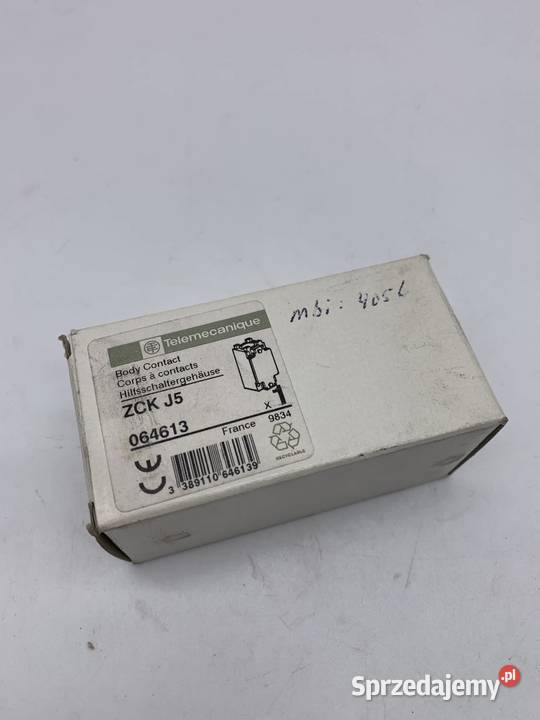 Telemecanique
Body Contact
Corps à contacts
Hilfsschaltergehäuse
ZCK J5
064613
x 1
France 9834
CE
3 389110 646139
RECYCLABLE
mbi: 4056
Sprzedajemy.pl